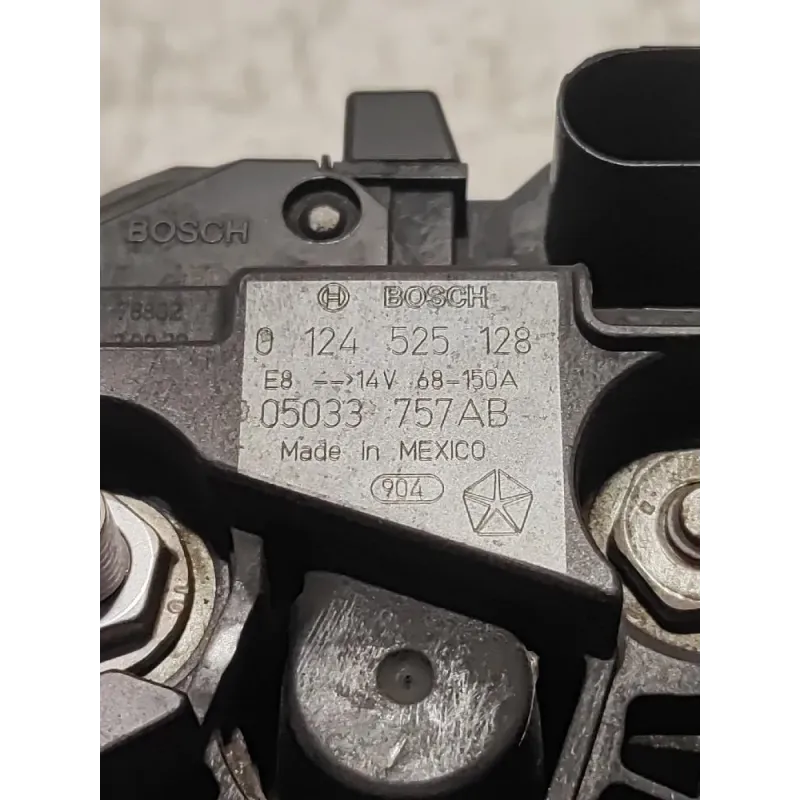 BOSCH
BOSCH
0 124 525 128
E8 -->14V 68-150A
05033 757AB
Made in MEXICO
904